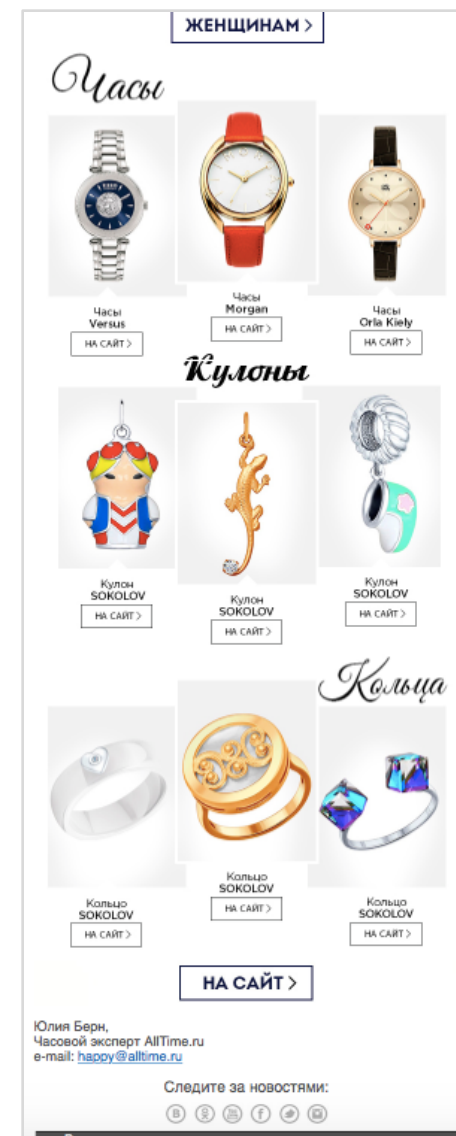 ЖЕНЩИНАМ >
Часы
Часы
Versus
НА САЙТ >
Часы
Morgan
НА САЙТ >
Часы
Orla Kiely
НА САЙТ >
Кулоны
Кулон
SOKOLOV
НА САЙТ >
Кулон
SOKOLOV
НА САЙТ >
Кулон
SOKOLOV
НА САЙТ >
Кольца
Кольцо
SOKOLOV
НА САЙТ >
Кольцо
SOKOLOV
НА САЙТ >
Кольцо
SOKOLOV
НА САЙТ >
НА САЙТ >
Юлия Берн,
Часовой эксперт AllTime.ru
e-mail: happy@alltime.ru
Следите за новостями: